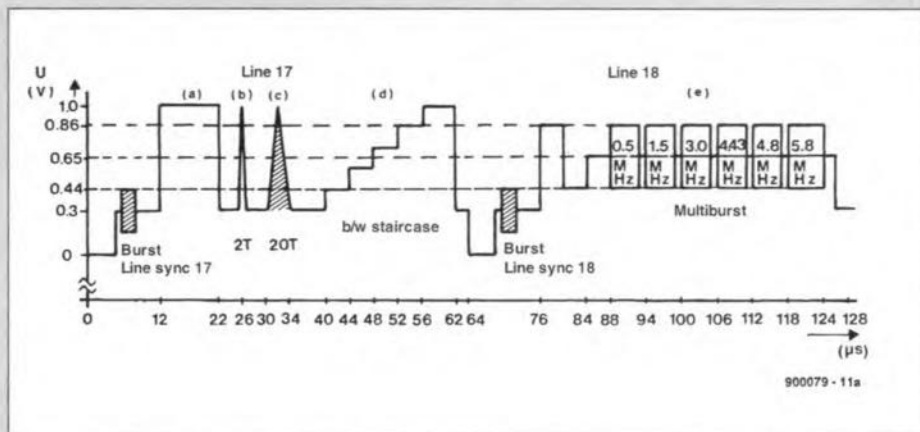 U
(V)
Line 17
Line 18
(a)
(b)
(c)
(d)
(e)
1.0
0.86
0.65
0.44
0.3
0
0.5 MHz
1.5 MHz
3.0 MHz
4.43 MHz
4.8 MHz
5.8 MHz
Multiburst
b/w staircase
2T
20T
Burst
Line sync 17
Burst
Line sync 18
0 12 22 26 30 34 40 44 48 52 56 62 64 76 84 88 94 100 106 112 118 124 128
(µs)
900079 - 11a